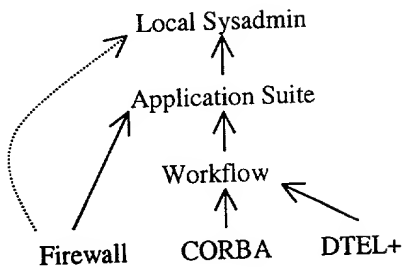 Local Sysadmin
Application Suite
Workflow
Firewall CORBA DTEL+